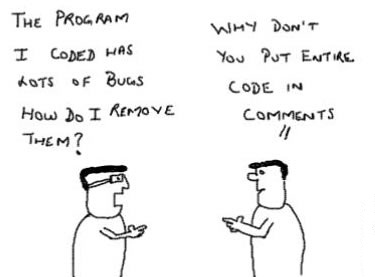 THE PROGRAM
I CODED HAS
LOTS OF BUGS
HOW DO I REMOVE
THEM?
WHY DON'T
YOU PUT ENTIRE
CODE IN
COMMENTS
!!